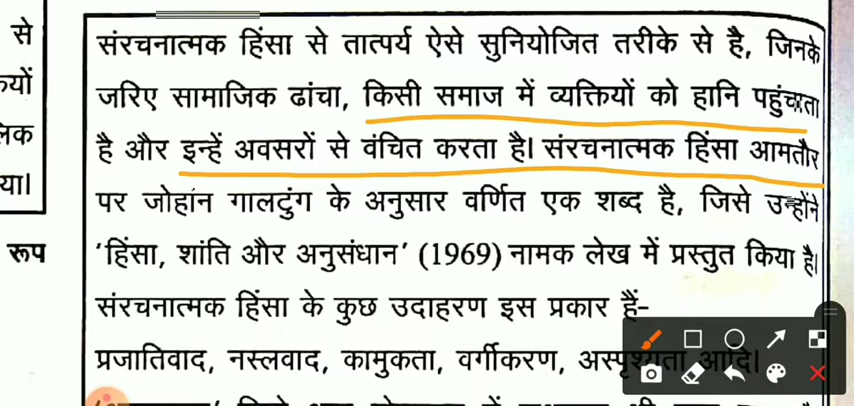 से
संरचनात्मक हिंसा से तात्पर्य ऐसे सुनियोजित तरीके से है, जिनके
जरिए सामाजिक ढांचा, किसी समाज में व्यक्तियों को हानि पहुंचता
है और इन्हें अवसरों से वंचित करता है। संरचनात्मक हिंसा आमतौर
या।
पर जोहांन गालटुंग के अनुसार वर्णित एक शब्द है, जिसे उन्होंने
रूप
'हिंसा, शांति और अनुसंधान' (1969) नामक लेख में प्रस्तुत किया है।
संरचनात्मक हिंसा के कुछ उदाहरण इस प्रकार हैं-
प्रजातिवाद, नस्लवाद, कामुकता, वर्गीकरण, अस्पृश्यता आदि।